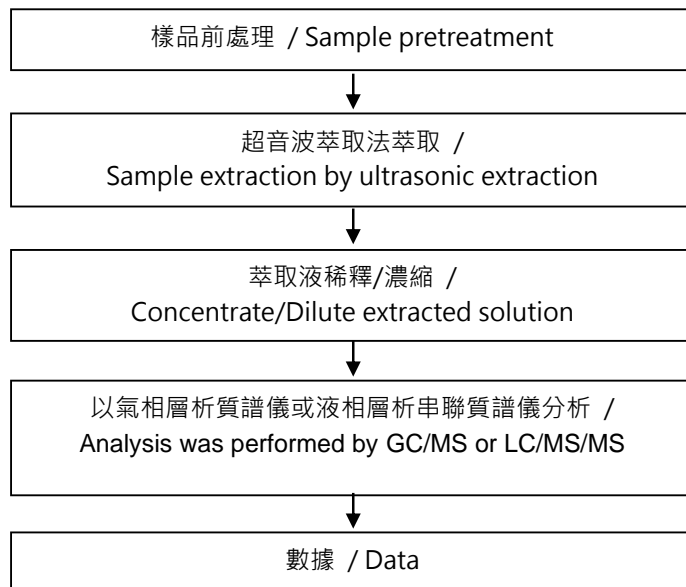 樣品前處理 / Sample pretreatment
超音波萃取法萃取 /
Sample extraction by ultrasonic extraction
萃取液稀釋/濃縮 /
Concentrate/Dilute extracted solution
以氣相層析質譜儀或液相層析串聯質譜儀分析 /
Analysis was performed by GC/MS or LC/MS/MS
數據 / Data